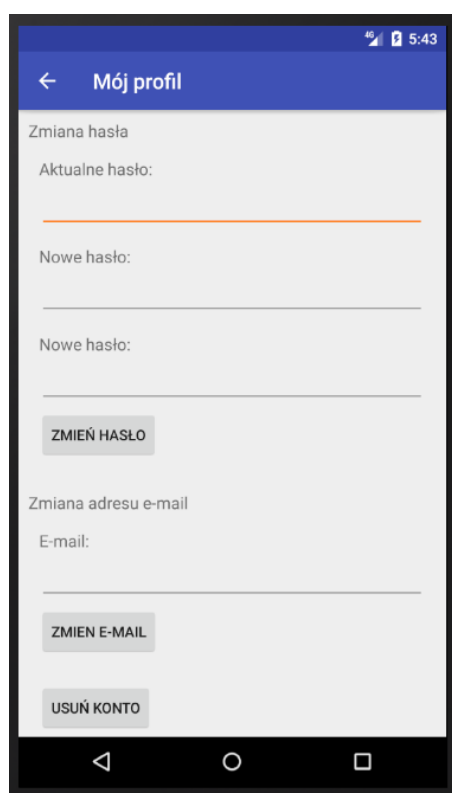 4G 5:43
Mój profil
Zmiana hasła
Aktualne hasło:
Nowe hasło:
Nowe hasło:
ZMIEŃ HASŁO
Zmiana adresu e-mail
E-mail:
ZMIEN E-MAIL
USUŃ KONTO